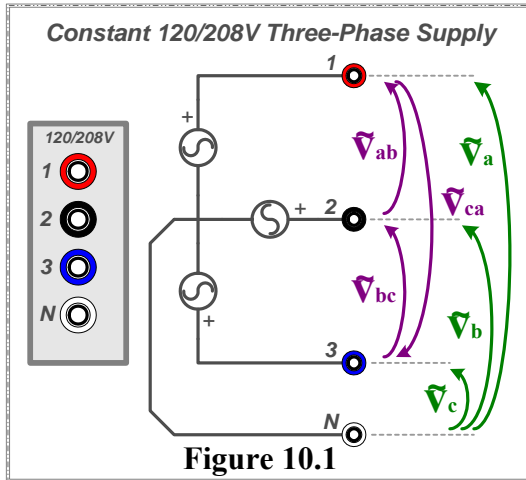 Constant 120/208V Three-Phase Supply
120/208V
1
2
3
N
1
+
+
2
+
3
N
Ṽab
Ṽa
Ṽca
Ṽbc
Ṽb
Ṽc
Figure 10.1